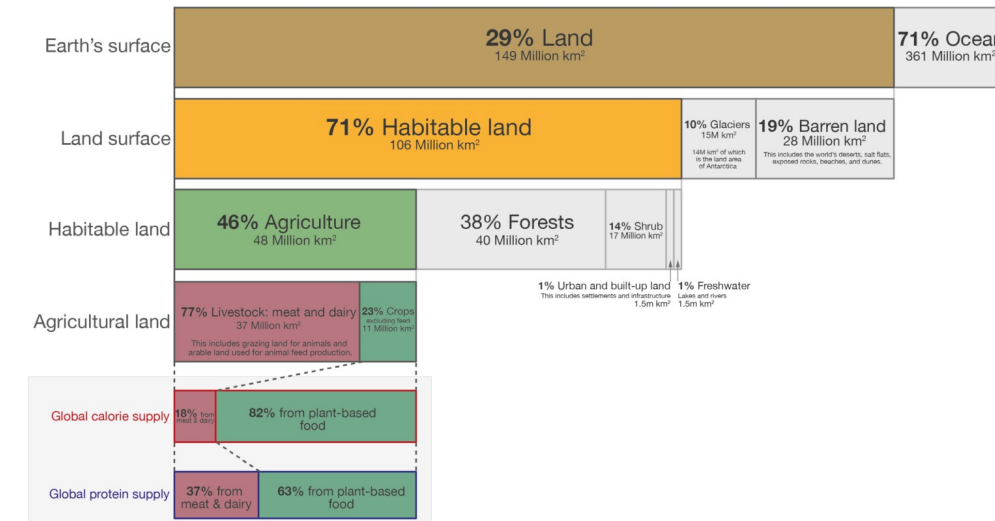 Earth's surface
29% Land
149 Million km²
71% Ocean
361 Million km²
Land surface
71% Habitable land
106 Million km²
10% Glaciers
15M km²
14M km² of which
is the land area
of Antarctica
19% Barren land
28 Million km²
This includes the world's deserts, salt flats,
exposed rocks, beaches, and dunes.
Habitable land
46% Agriculture
48 Million km²
38% Forests
40 Million km²
14% Shrub
17 Million km²
1% Urban and built-up land
This includes settlements and infrastructure
1.5m km²
1% Freshwater
Lakes and rivers
1.5m km²
Agricultural land
77% Livestock: meat and dairy
37 Million km²
This includes grazing land for animals and
arable land used for animal feed production.
23% Crops
excluding feed
11 Million km²
Global calorie supply
18% from
meat & dairy
82% from plant-based
food
Global protein supply
37% from
meat & dairy
63% from plant-based
food